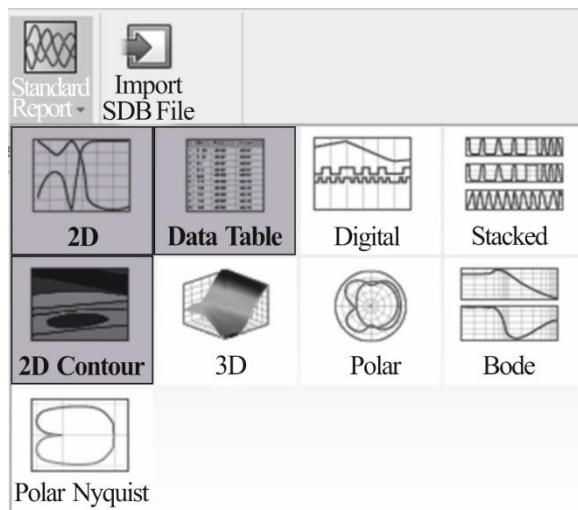 Standard
Report
Import
SDB File
2D
Data Table
Digital
Stacked
2D Contour
3D
Polar
Bode
Polar Nyquist